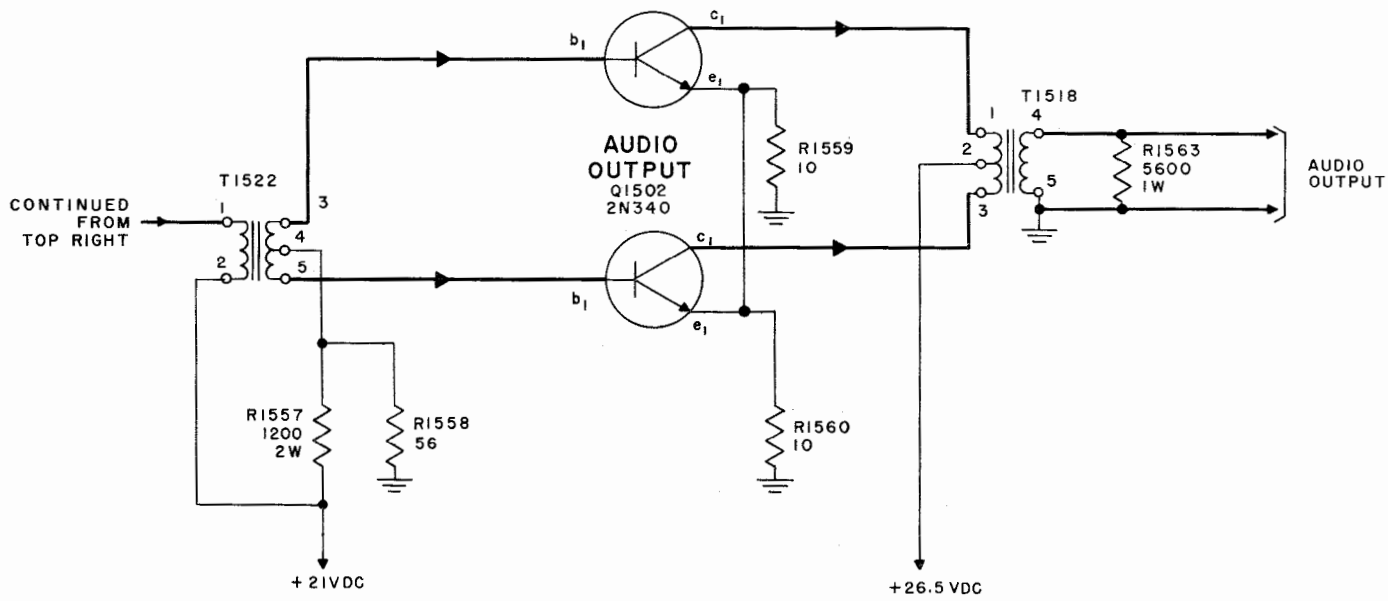 c1
b1
e1
AUDIO
OUTPUT
Q1502
2N340
R1559
10
T1518
1
4
2
3
5
R1563
5600
1W
AUDIO
OUTPUT
T1522
CONTINUED
FROM
TOP RIGHT
1
3
4
2
5
c1
b1
e1
R1557
1200
2W
R1558
56
R1560
10
+21VDC
+26.5 VDC